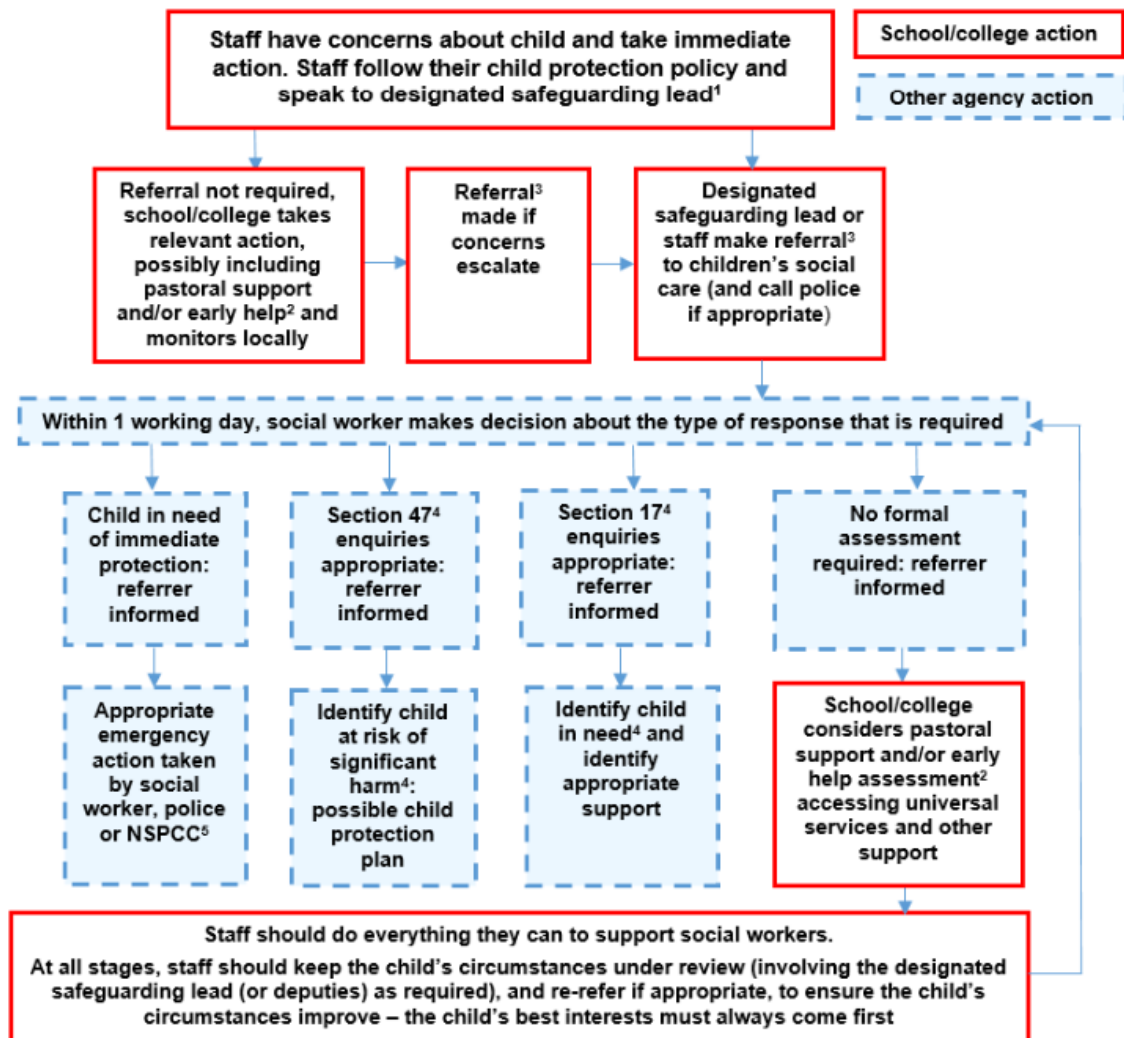 Staff have concerns about child and take immediate
action. Staff follow their child protection policy and
speak to designated safeguarding lead¹
School/college action
Other agency action
Referral not required,
school/college takes
relevant action,
possibly including
pastoral support
and/or early help² and
monitors locally
Referral³
made if
concerns
escalate
Designated
safeguarding lead or
staff make referral³
to children's social
care (and call police
if appropriate)
Within 1 working day, social worker makes decision about the type of response that is required
Child in need
of immediate
protection:
referrer
informed
Section 47⁴
enquiries
appropriate:
referrer
informed
Section 17⁴
enquiries
appropriate:
referrer
informed
No formal
assessment
required: referrer
informed
Appropriate
emergency
action taken
by social
worker, police
or NSPCC⁵
Identify child
at risk of
significant
harm⁴:
possible child
protection
plan
Identify child
in need⁴ and
identify
appropriate
support
School/college
considers pastoral
support and/or early
help assessment²
accessing universal
services and other
support
Staff should do everything they can to support social workers.
At all stages, staff should keep the child's circumstances under review (involving the designated
safeguarding lead (or deputies) as required), and re-refer if appropriate, to ensure the child's
circumstances improve – the child's best interests must always come first